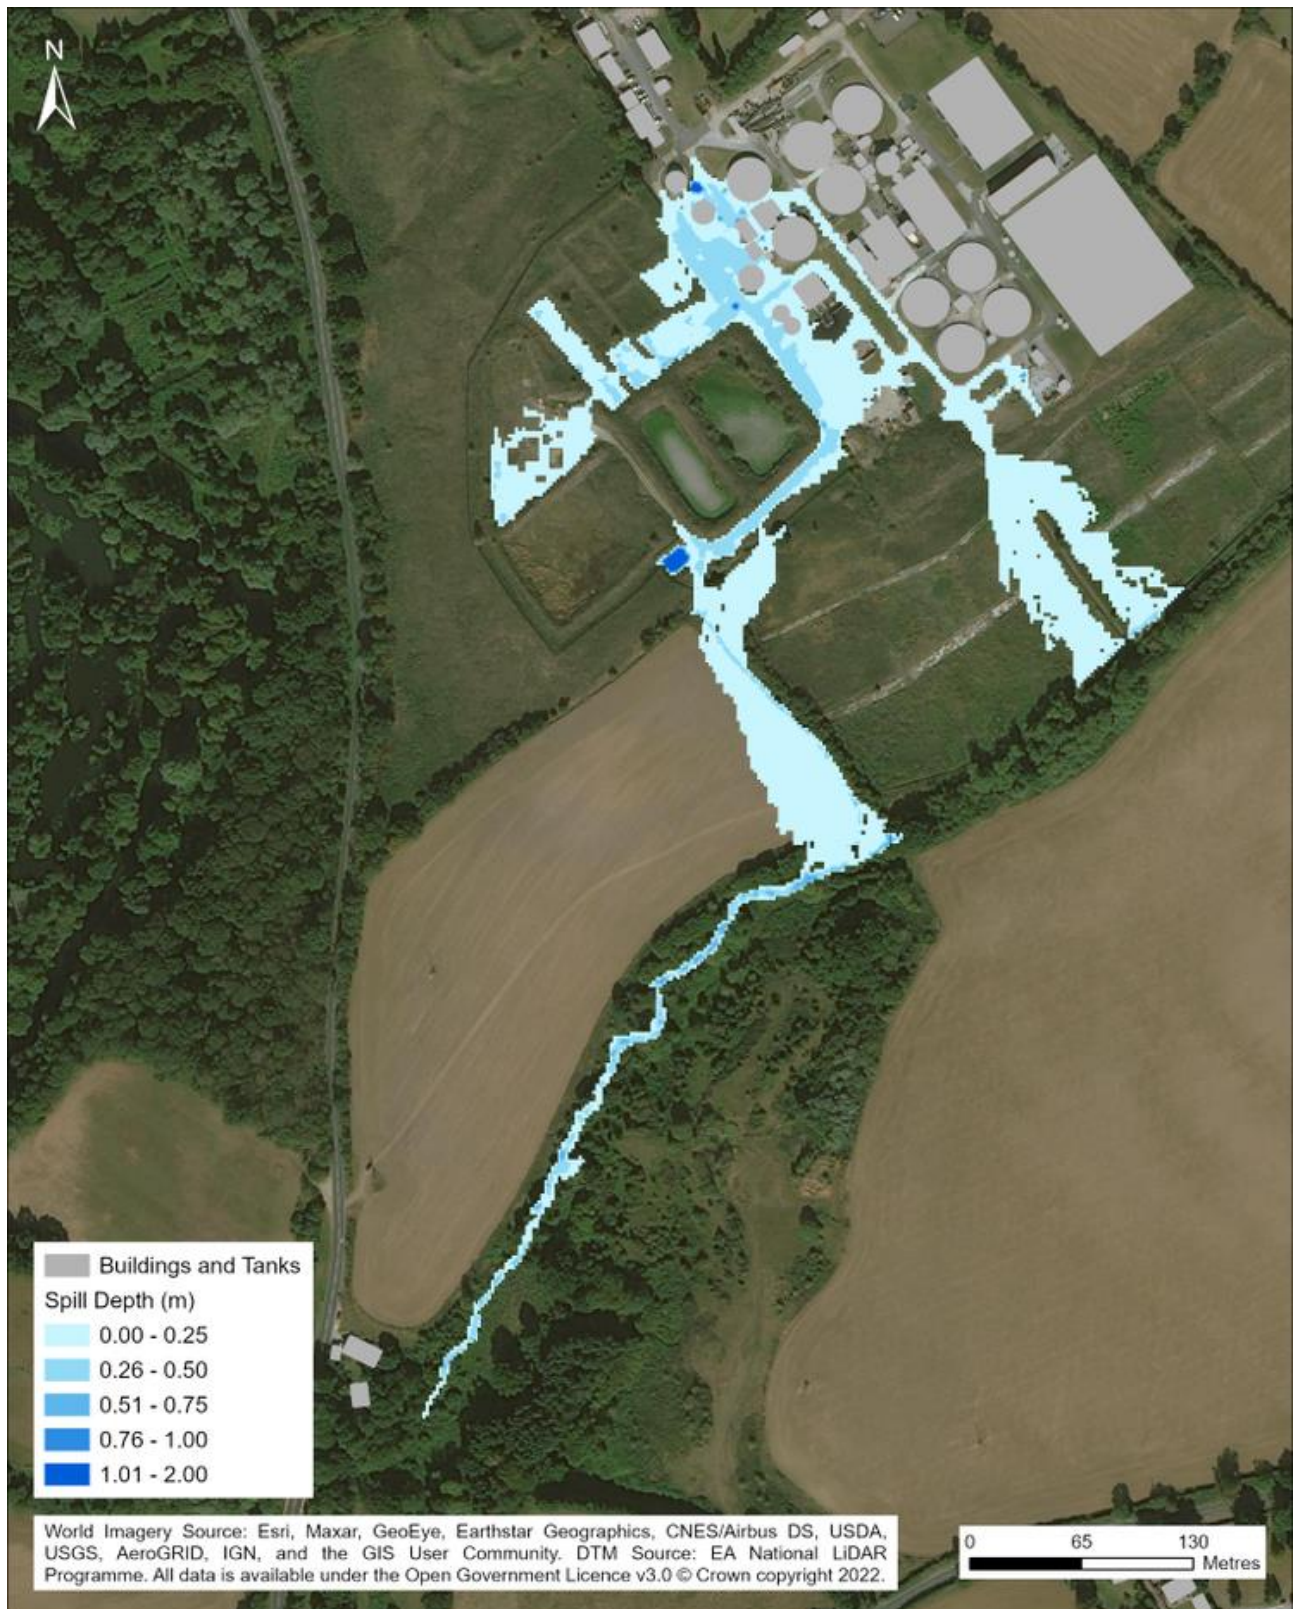 N
Buildings and Tanks
Spill Depth (m)
0.00 - 0.25
0.26 - 0.50
0.51 - 0.75
0.76 - 1.00
1.01 - 2.00
World Imagery Source: Esri, Maxar, GeoEye, Earthstar Geographics, CNES/Airbus DS, USDA,
USGS, AeroGRID, IGN, and the GIS User Community. DTM Source: EA National LiDAR
Programme. All data is available under the Open Government Licence v3.0 © Crown copyright 2022.
0 65 130
Metres